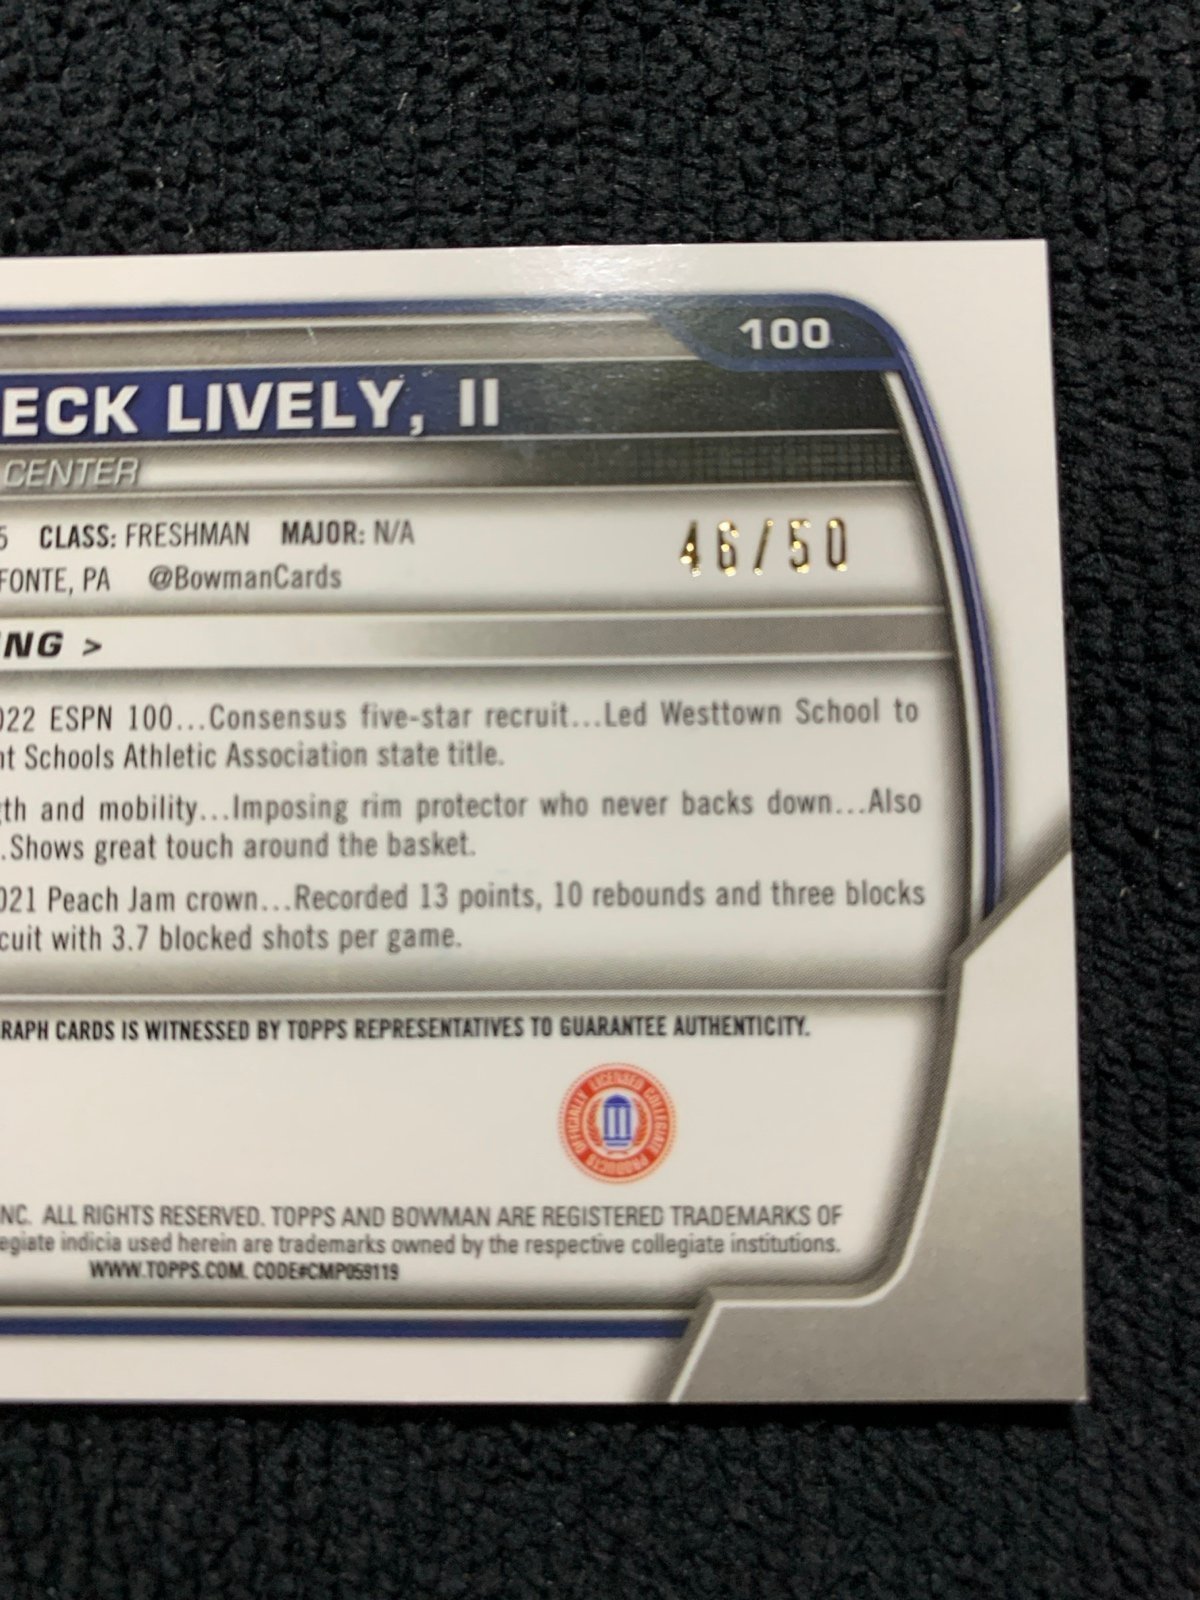 100
ECK LIVELY, II
CENTER
5 CLASS: FRESHMAN MAJOR: N/A
46/50
FONTE, PA @BowmanCards
NG >
022 ESPN 100...Consensus five-star recruit...Led Westtown School to
nt Schools Athletic Association state title.
gth and mobility...Imposing rim protector who never backs down...Also
.Shows great touch around the basket.
021 Peach Jam crown...Recorded 13 points, 10 rebounds and three blocks
cuit with 3.7 blocked shots per game.
RAPH CARDS IS WITNESSED BY TOPPS REPRESENTATIVES TO GUARANTEE AUTHENTICITY.
OFFICIALLY LICENSED COLLEGIATE PRODUCTS
NC. ALL RIGHTS RESERVED. TOPPS AND BOWMAN ARE REGISTERED TRADEMARKS OF
egiate indicia used herein are trademarks owned by the respective collegiate institutions.
WWW.TOPPS.COM. CODE#CMP059119